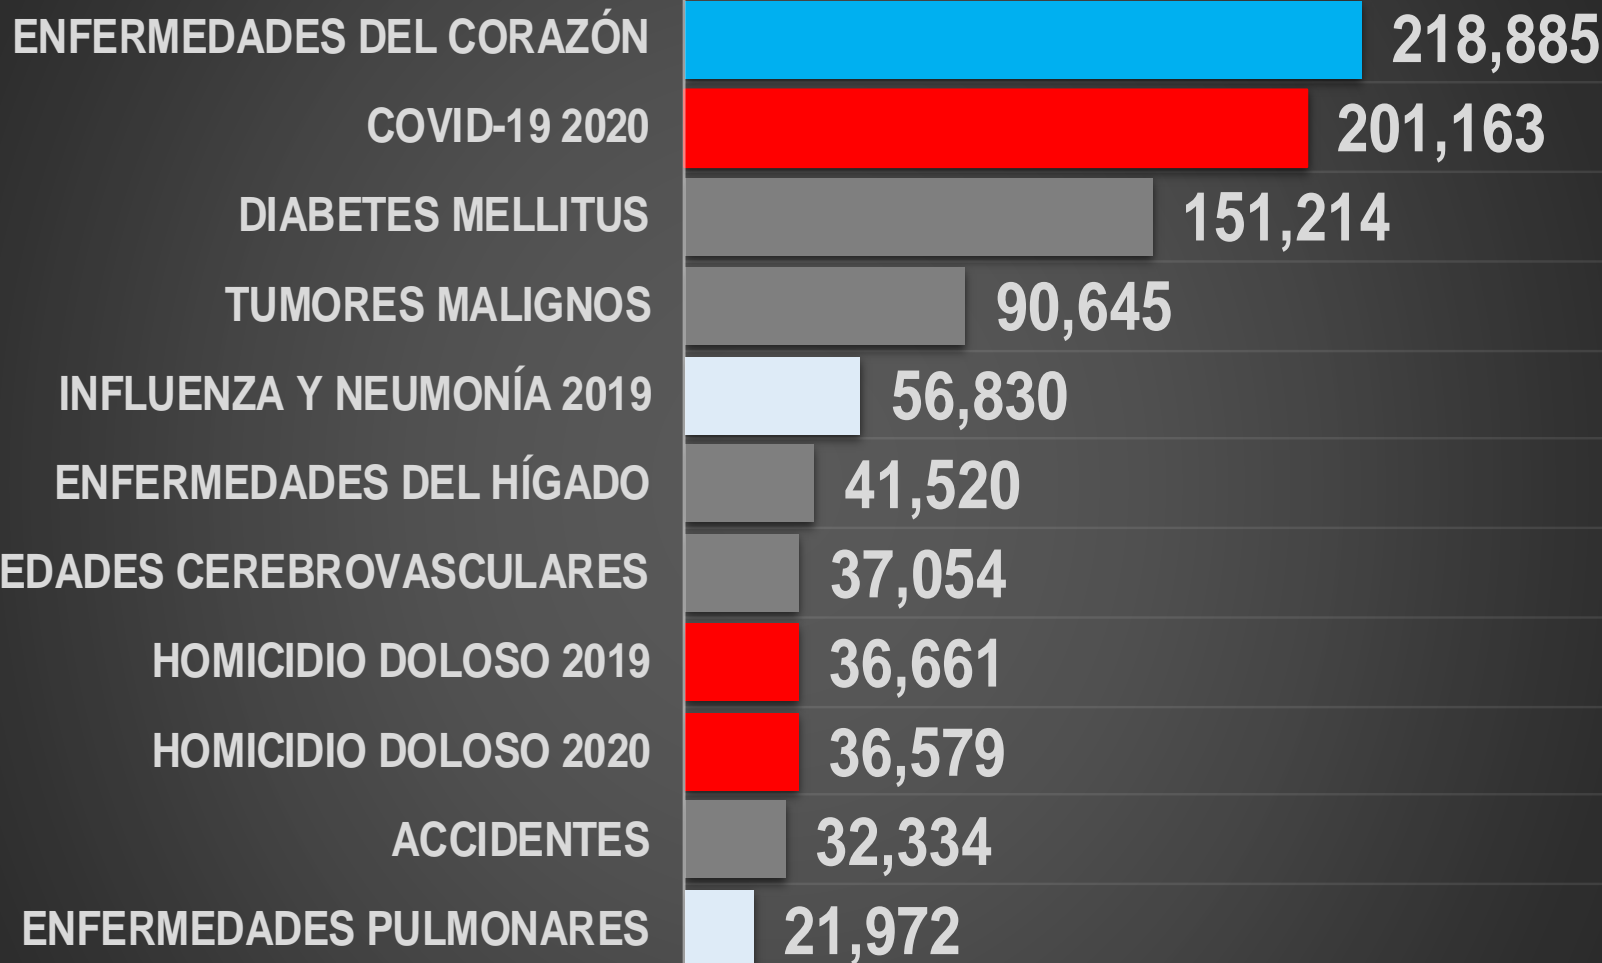 ENFERMEDADES DEL CORAZÓN 218,885
COVID-19 2020 201,163
DIABETES MELLITUS 151,214
TUMORES MALIGNOS 90,645
INFLUENZA Y NEUMONÍA 2019 56,830
ENFERMEDADES DEL HÍGADO 41,520
EDADES CEREBROVASCULARES 37,054
HOMICIDIO DOLOSO 2019 36,661
HOMICIDIO DOLOSO 2020 36,579
ACCIDENTES 32,334
ENFERMEDADES PULMONARES 21,972